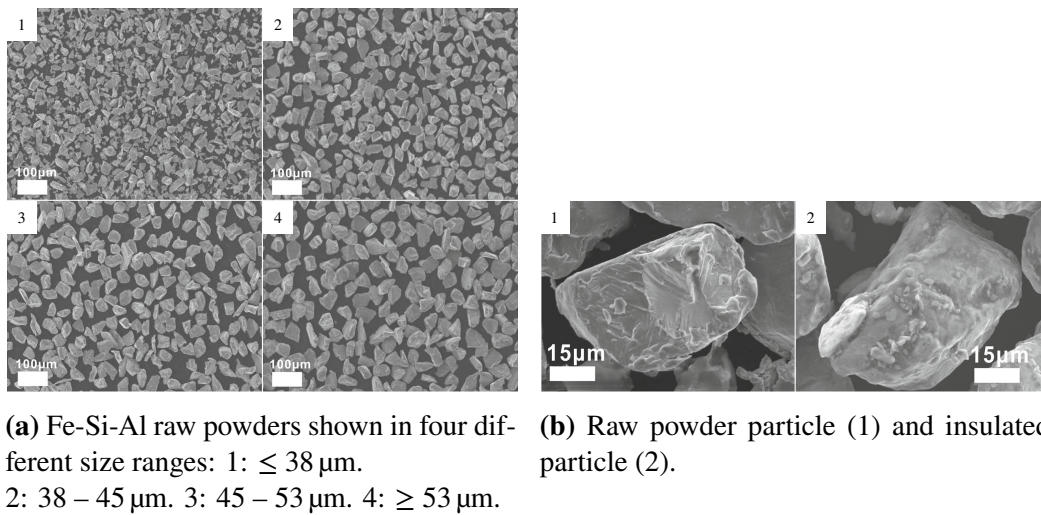 1
2
100μm
100μm
3
4
100μm
100μm
1
2
15μm
15μm
(a) Fe-Si-Al raw powders shown in four dif-
ferent size ranges: 1: ≤ 38 μm.
2: 38 – 45 μm. 3: 45 – 53 μm. 4: ≥ 53 μm.
(b) Raw powder particle (1) and insulated
particle (2).